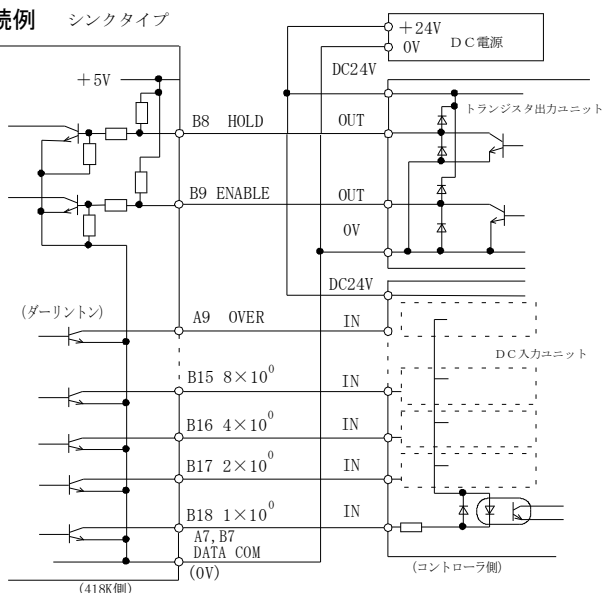 続例 シンクタイプ
＋24V
0V
DC電源
DC24V
＋5V
トランジスタ出力ユニット
B8 HOLD OUT
B9 ENABLE OUT
0V
DC24V
(ダーリントン)
A9 OVER IN
DC入力ユニット
B15 8×10⁰ IN
B16 4×10⁰ IN
B17 2×10⁰ IN
B18 1×10⁰ IN
A7,B7
DATA COM
(0V)
(コントローラ側)
(418K側)